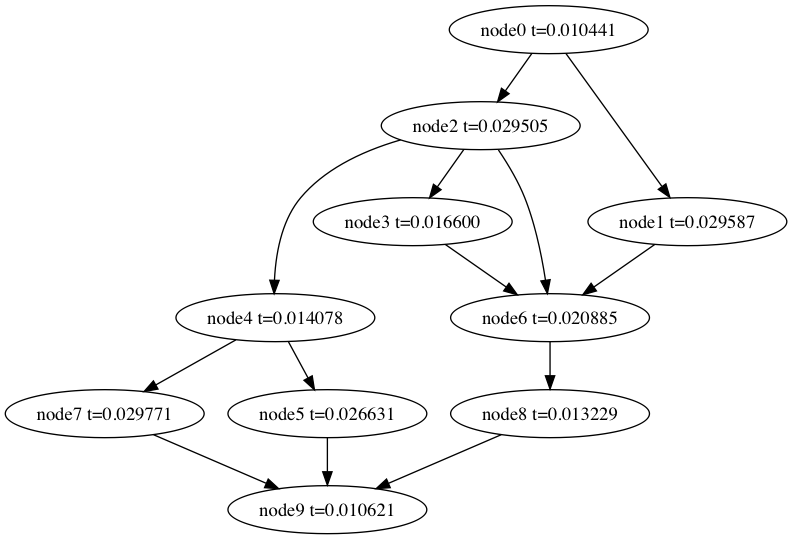 node0 t=0.010441
node2 t=0.029505
node3 t=0.016600
node1 t=0.029587
node4 t=0.014078
node6 t=0.020885
node7 t=0.029771
node5 t=0.026631
node8 t=0.013229
node9 t=0.010621